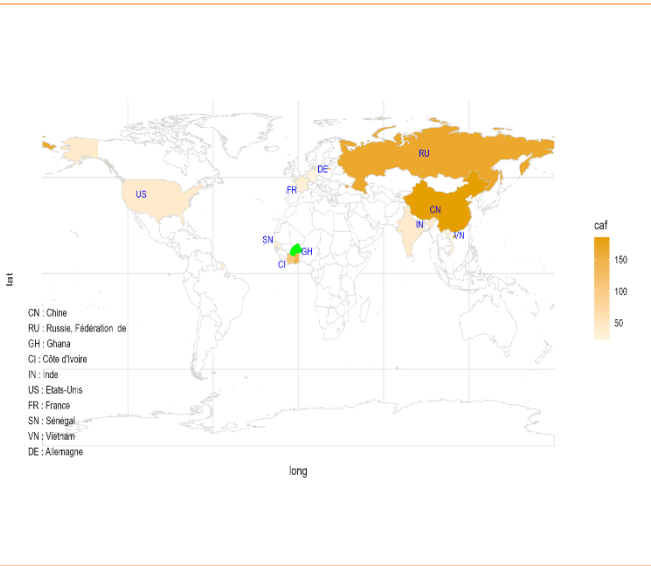 RU
DE
FR
US
CN
IN
VN
SN
GH
CI
lat
long
caf
150
100
50
CN : Chine
RU : Russie, Fédération de
GH : Ghana
CI : Côte d'Ivoire
IN : Inde
US : Etats-Unis
FR : France
SN : Sénégal
VN : Viétnam
DE : Allemagne